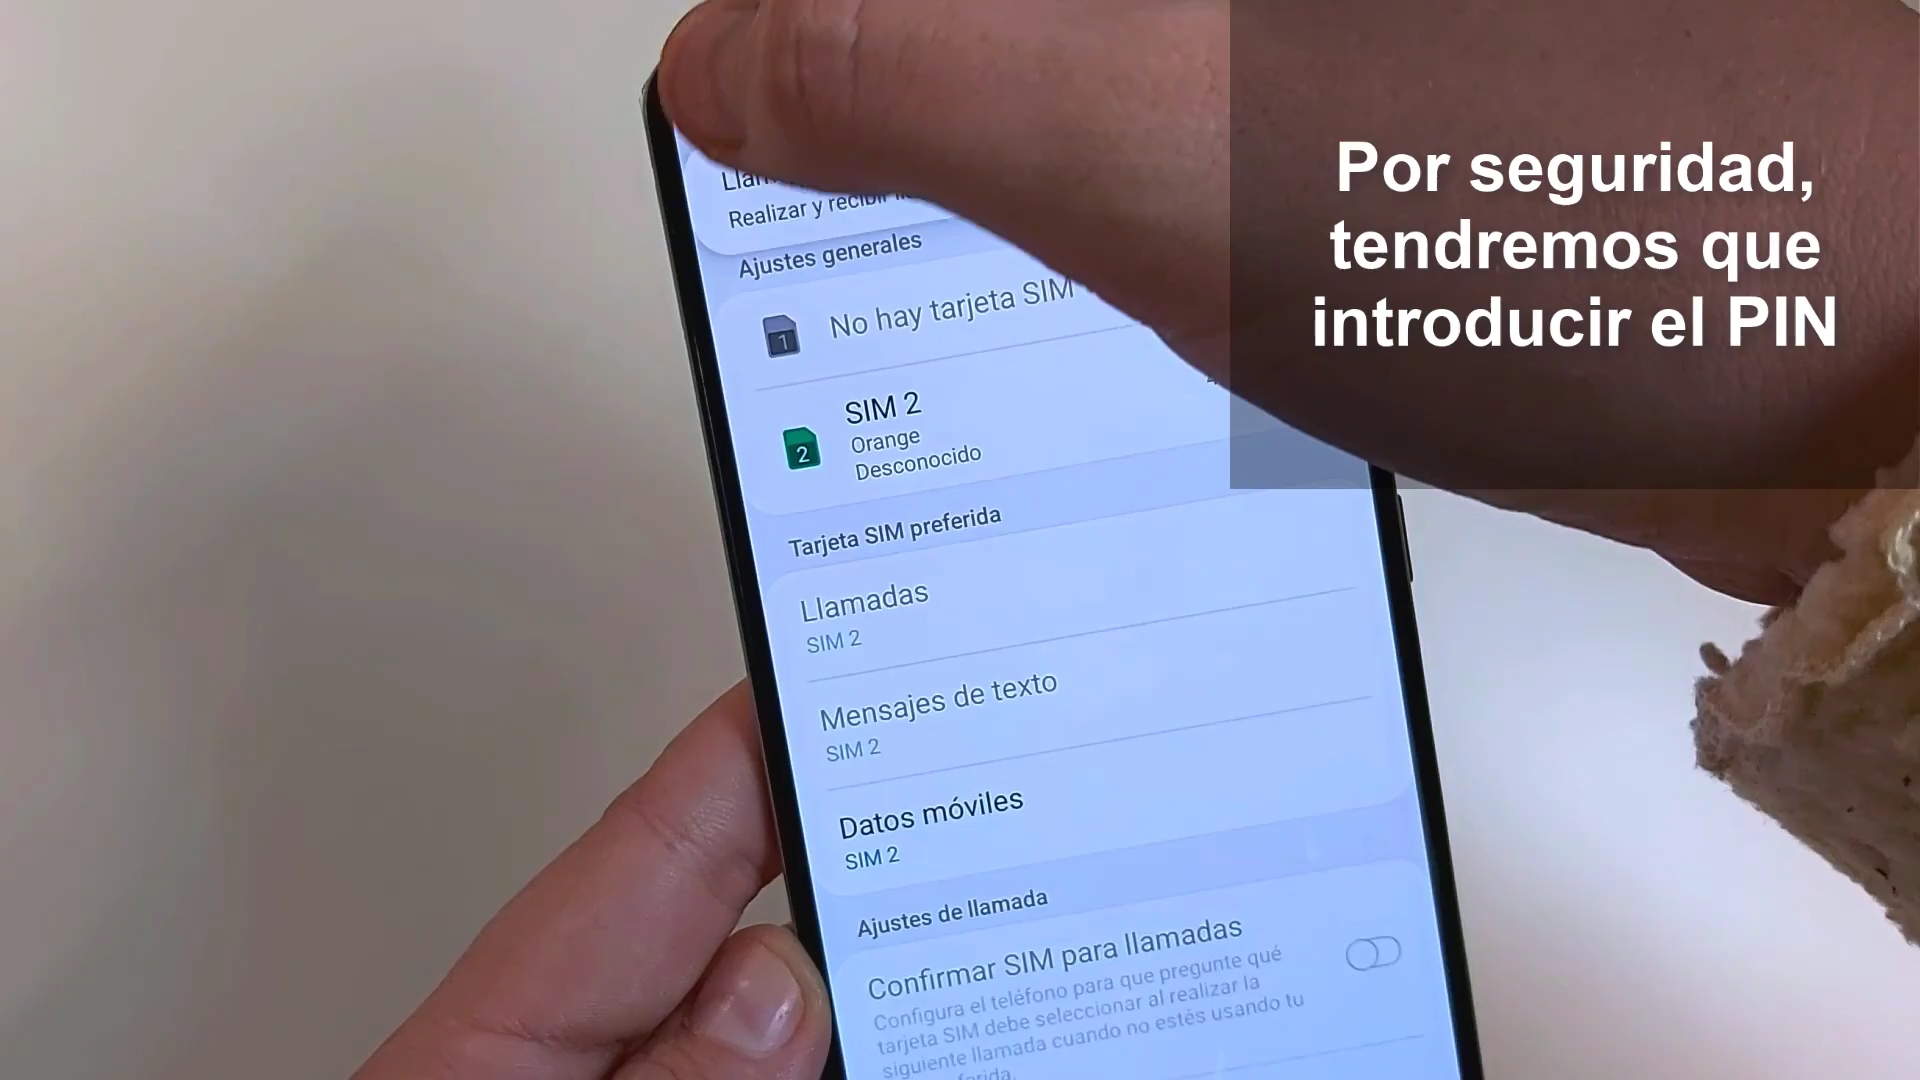 Por seguridad,
tendremos que
introducir el PIN
Realizar y recibir
Ajustes generales
1
No hay tarjeta SIM
2
SIM 2
Orange
Desconocido
Tarjeta SIM preferida
Llamadas
SIM 2
Mensajes de texto
SIM 2
Datos móviles
SIM 2
Ajustes de llamada
Confirmar SIM para llamadas
Configura el teléfono para que pregunte qué
tarjeta SIM debe seleccionar al realizar la
siguiente llamada cuando no estés usando tu